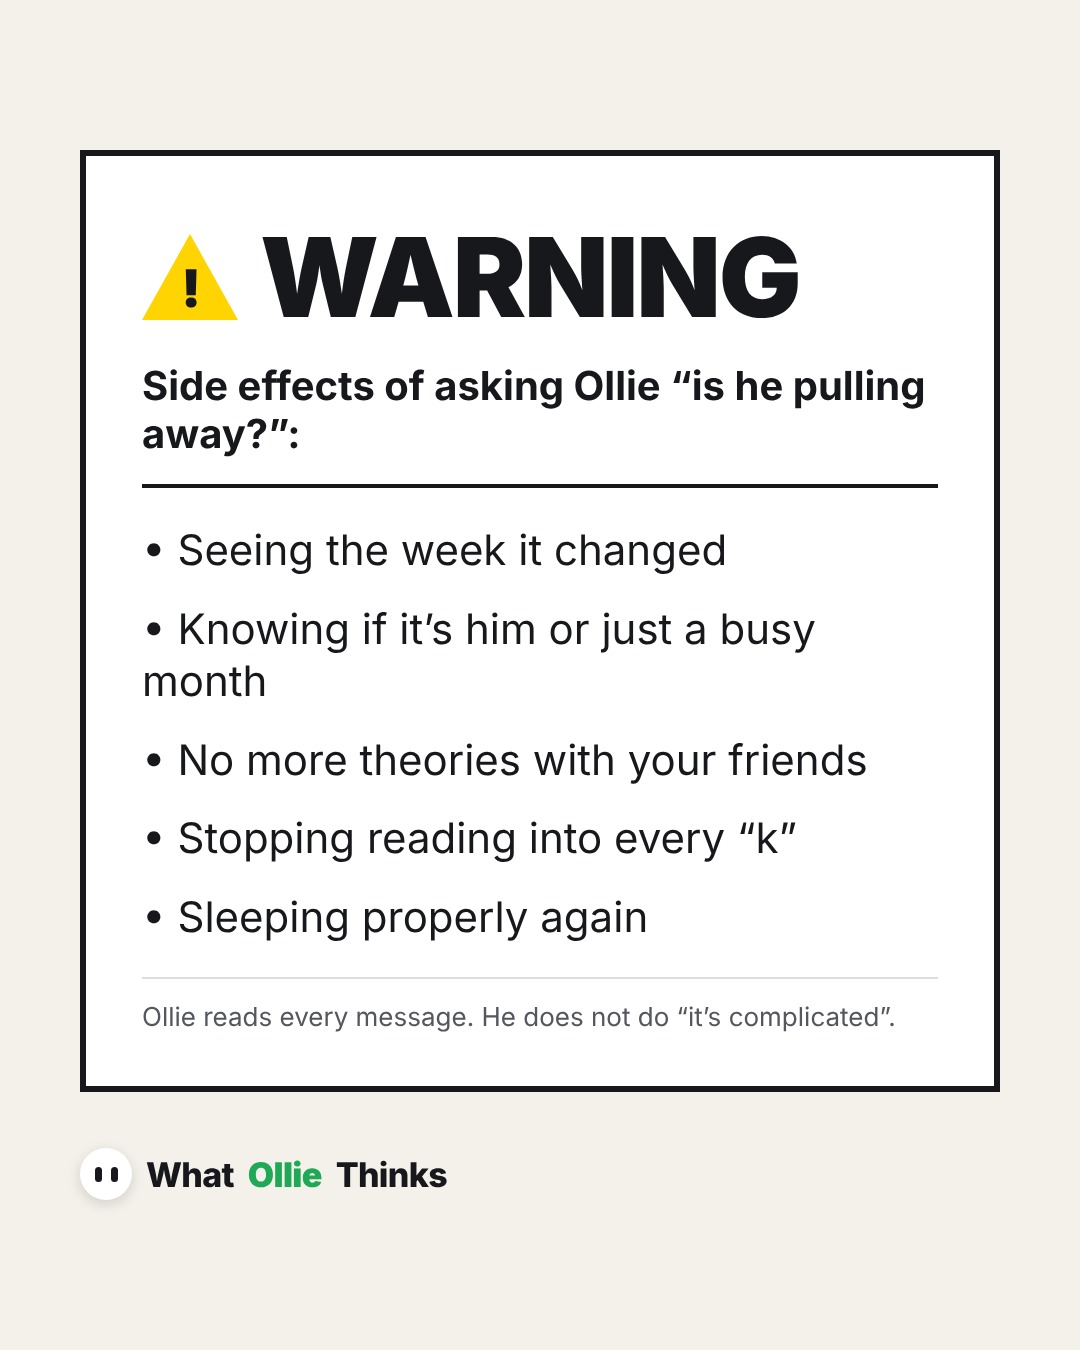 ! WARNING
Side effects of asking Ollie “is he pulling
away?”:
• Seeing the week it changed
• Knowing if it’s him or just a busy
month
• No more theories with your friends
• Stopping reading into every “k”
• Sleeping properly again
Ollie reads every message. He does not do “it’s complicated”.
What Ollie Thinks